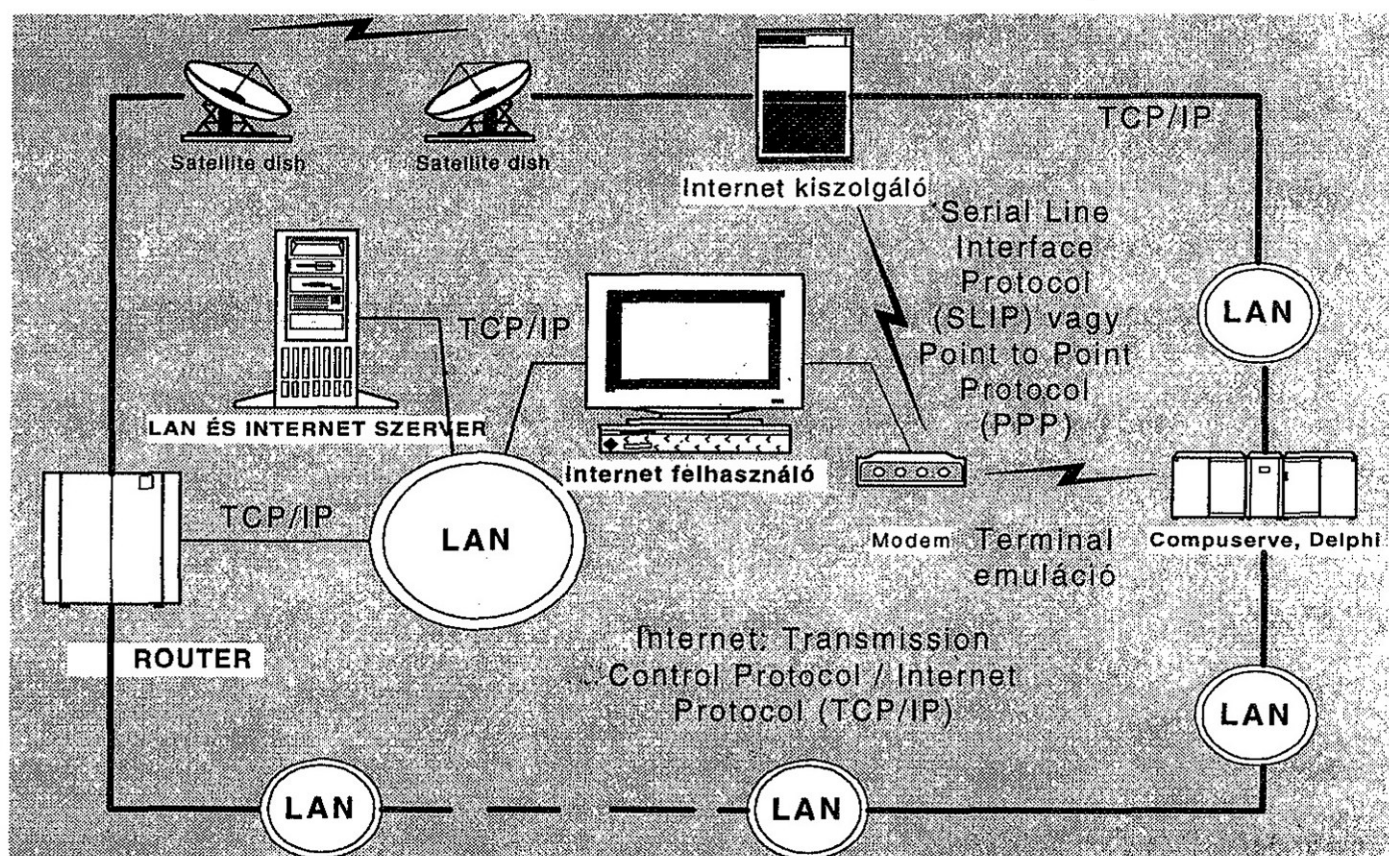 Satellite dish
Satellite dish
TCP/IP
Internet kiszolgáló
Serial Line
Interface
Protocol
(SLIP) vagy
Point to Point
Protocol
(PPP)
LAN
TCP/IP
LAN ÉS INTERNET SZERVER
Internet felhasználó
TCP/IP
LAN
Modem
Terminal
emuláció
Compuserve, Delphi
ROUTER
Internet: Transmission
Control Protocol / Internet
Protocol (TCP/IP)
LAN
LAN
LAN